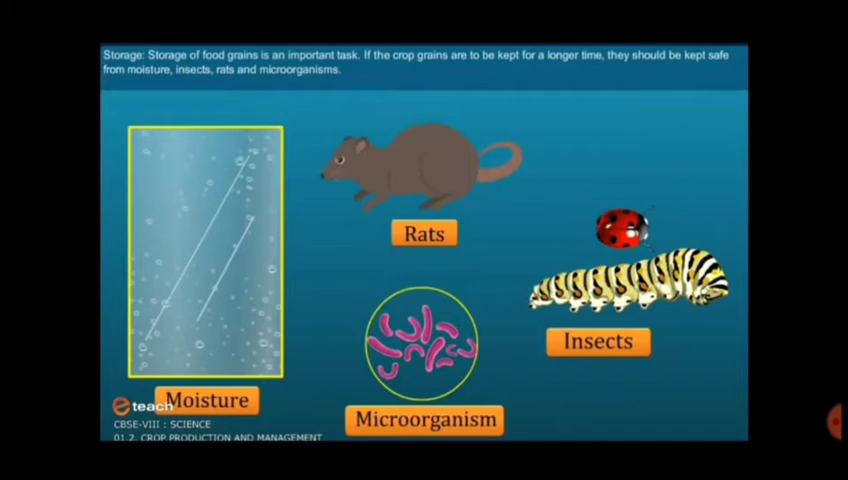 Storage: Storage of food grains is an important task. If the crop grains are to be kept for a longer time, they should be kept safe
from moisture, insects, rats and microorganisms.
Rats
Insects
Moisture
Microorganism
eteach
CBSE-VIII : SCIENCE
01.2. CROP PRODUCTION AND MANAGEMENT